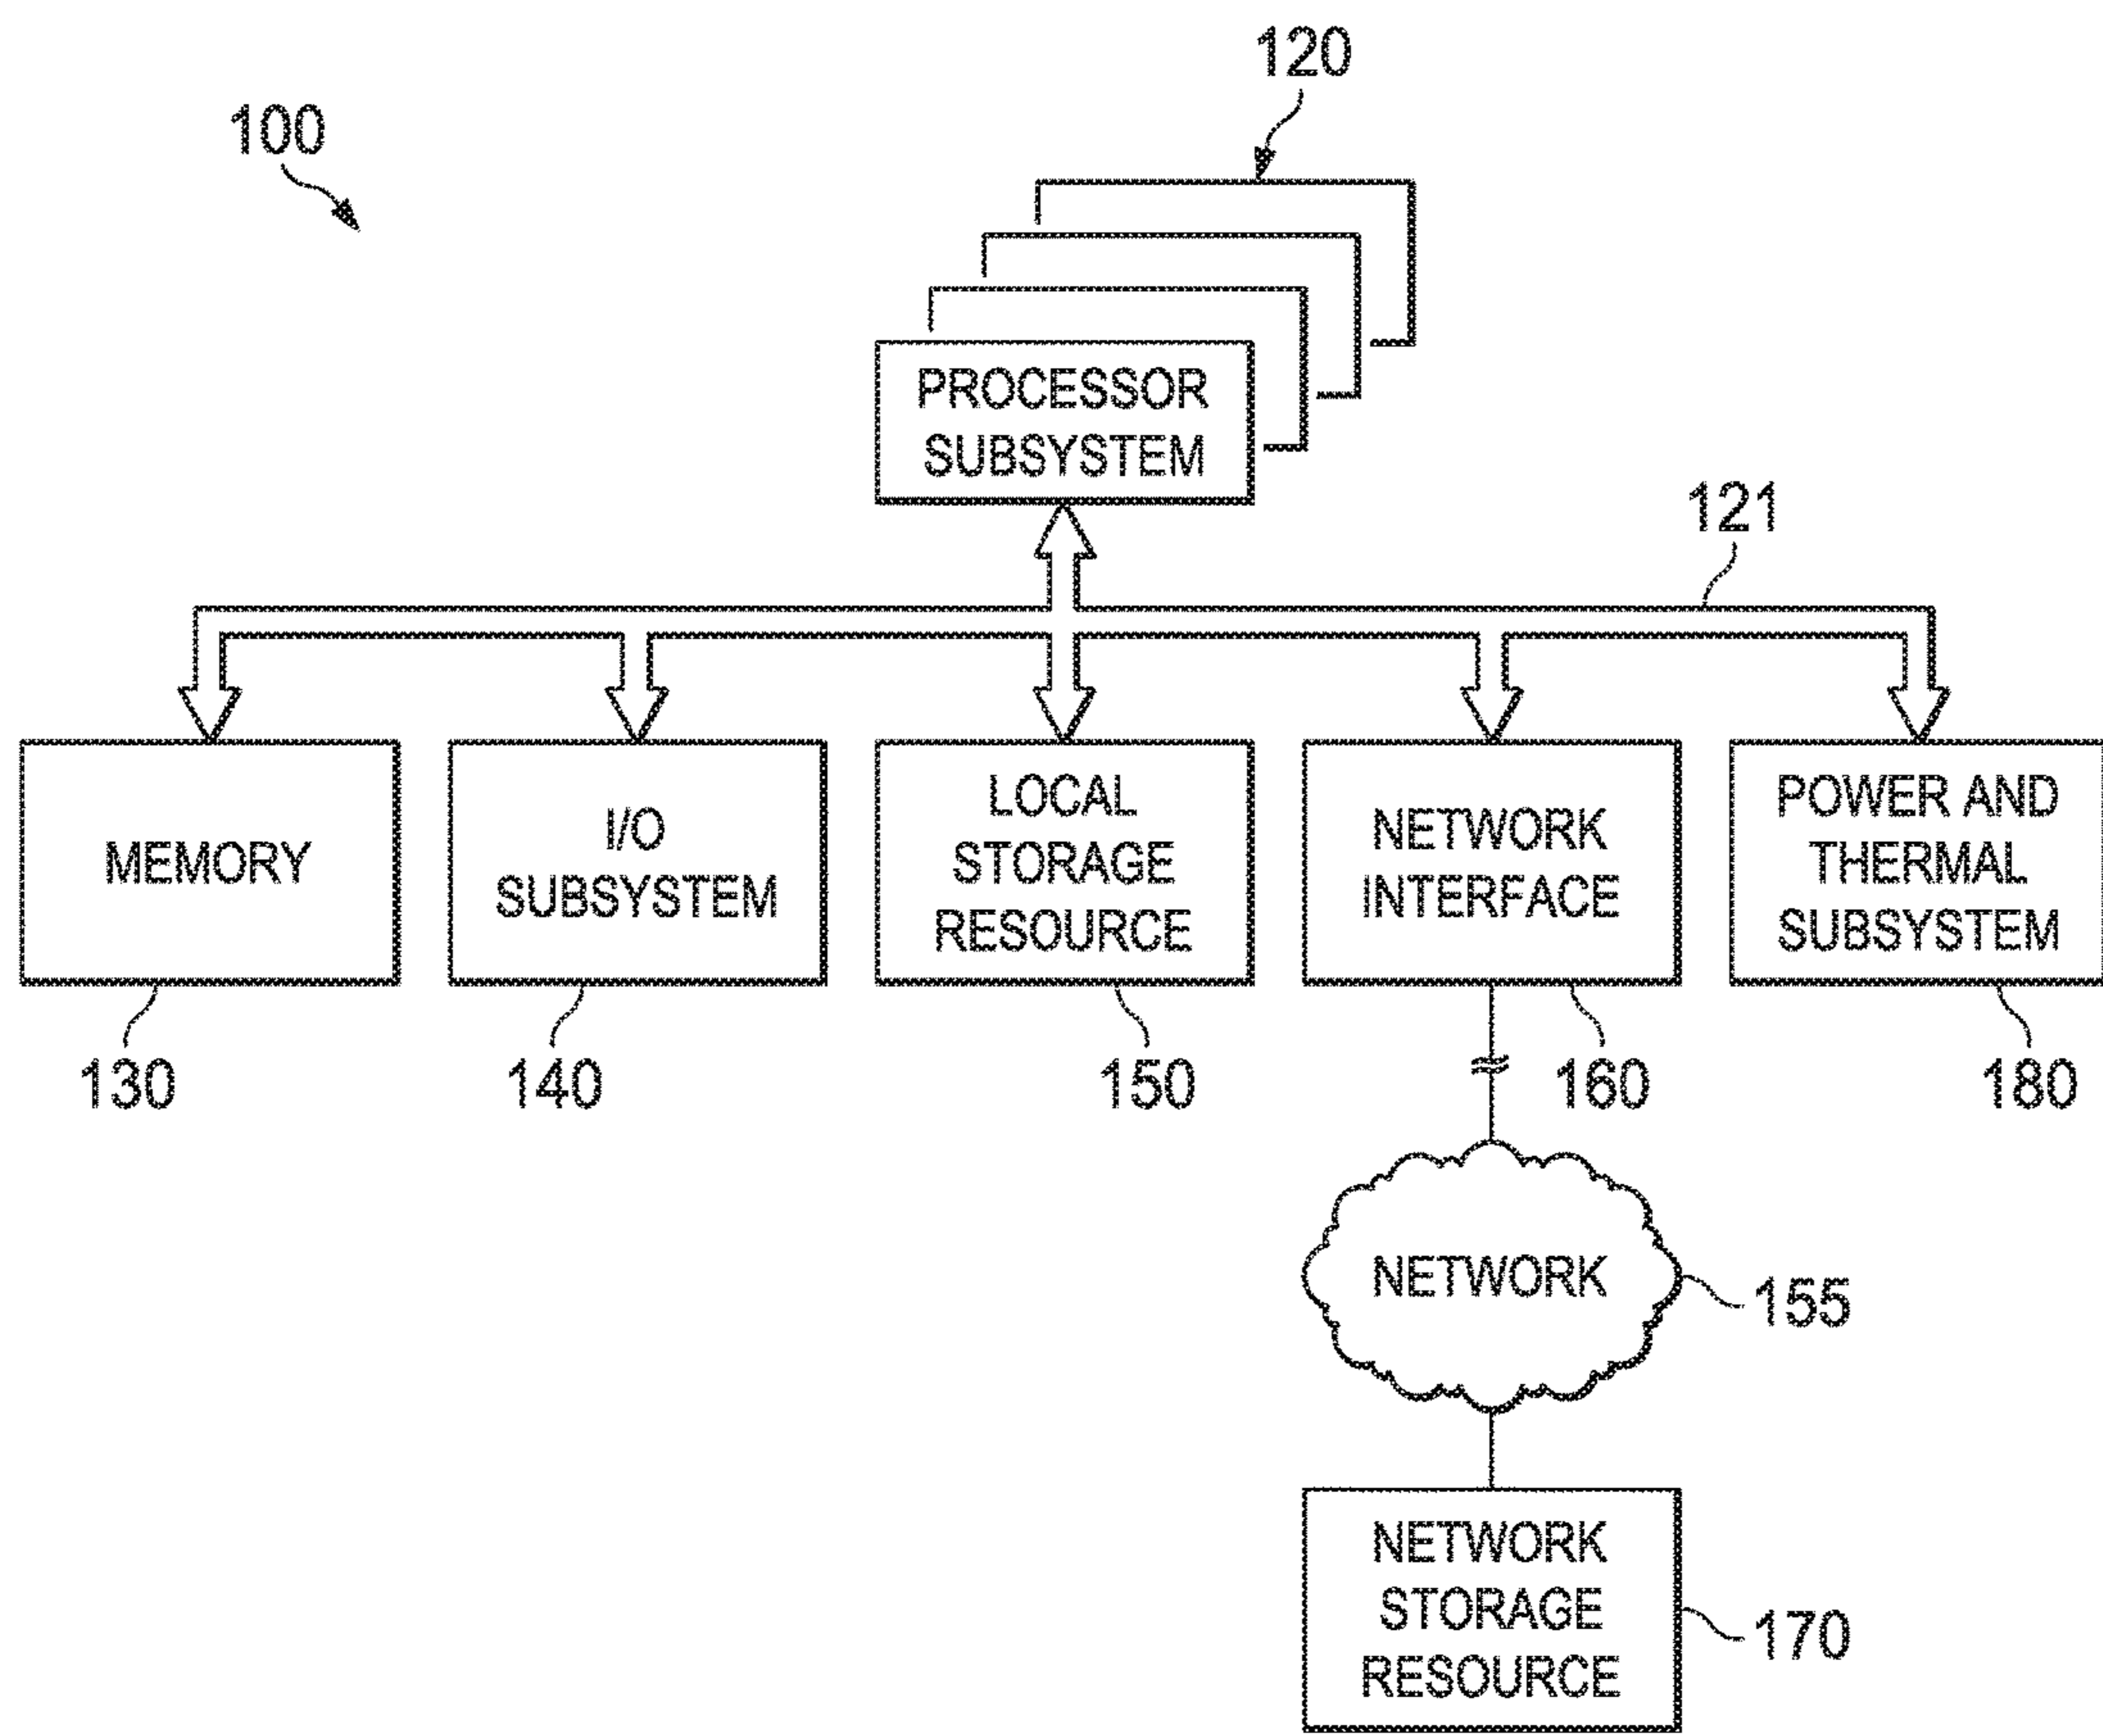 120
100
PROCESSOR
SUBSYSTEM
121
MEMORY
I/O
SUBSYSTEM
LOCAL
STORAGE
RESOURCE
NETWORK
INTERFACE
POWER AND
THERMAL
SUBSYSTEM
130
140
150
160
180
NETWORK
155
NETWORK
STORAGE
RESOURCE
170